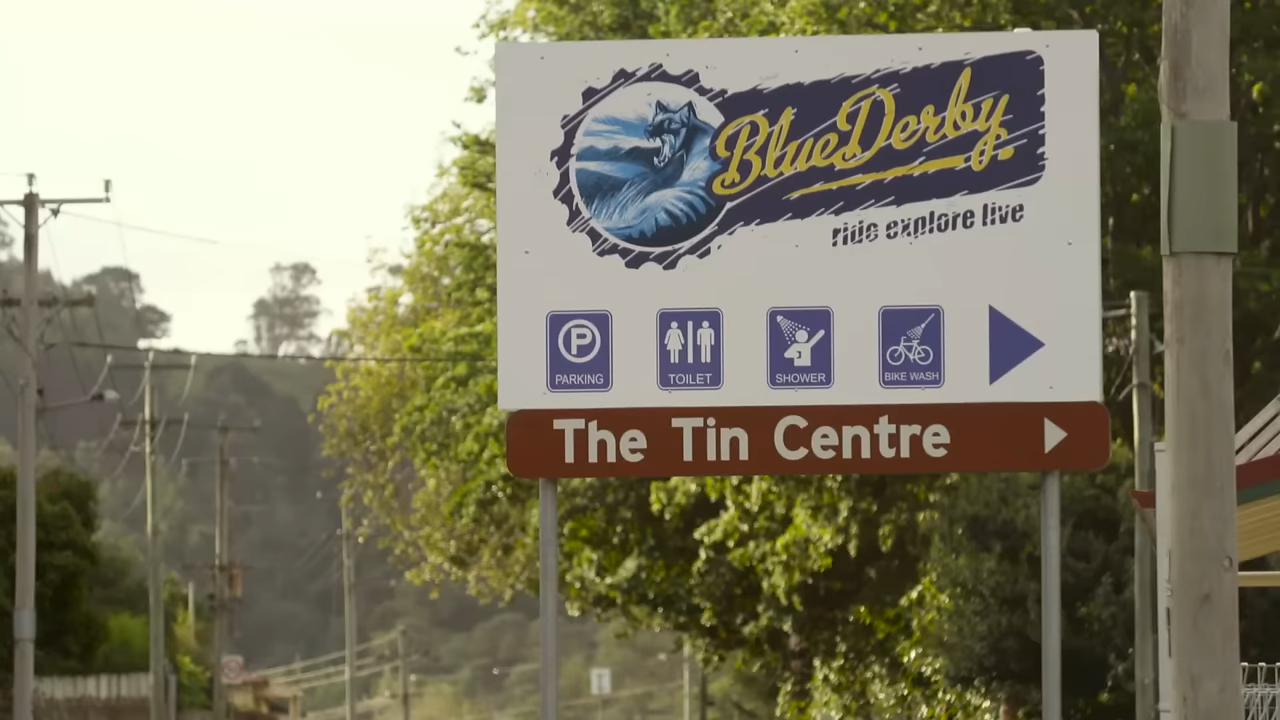 BlueDerby
ride explore live
P
PARKING
TOILET
SHOWER
BIKE WASH
The Tin Centre